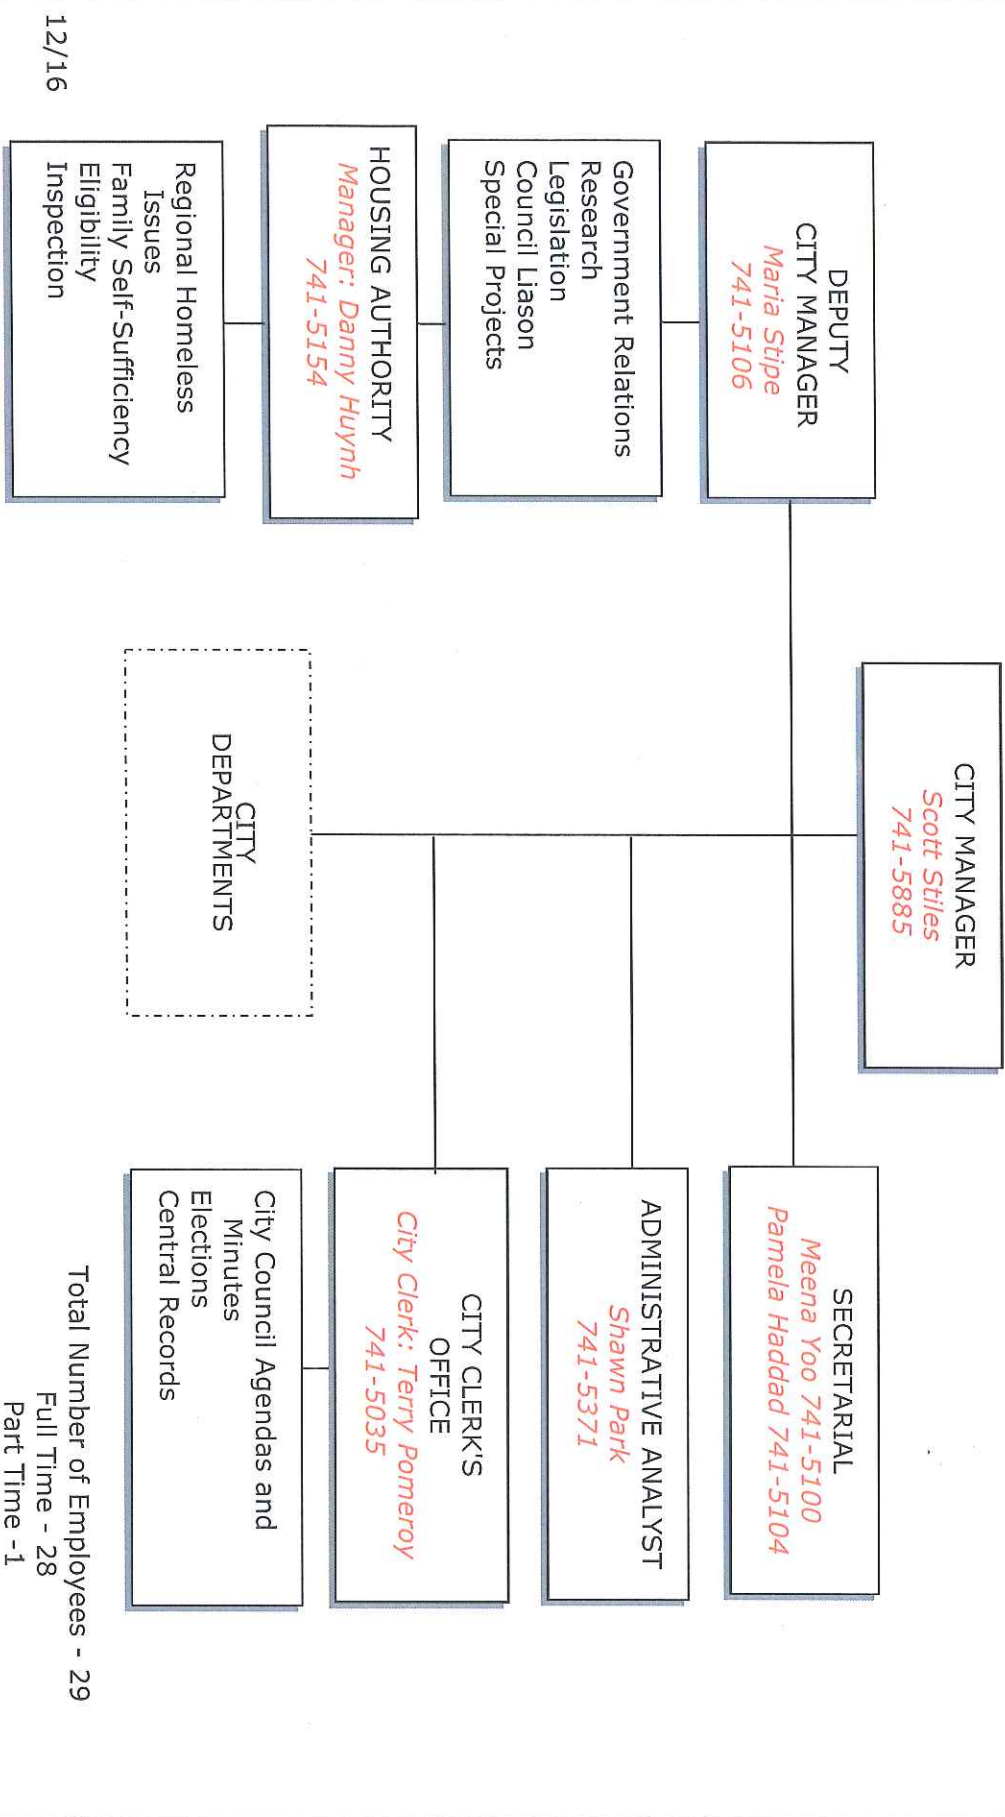 CITY MANAGER
Scott Stiles
741-5885
DEPUTY
CITY MANAGER
Maria Stipe
741-5106
Government Relations
Research
Legislation
Council Liason
Special Projects
HOUSING AUTHORITY
Manager: Danny Huynh
741-5154
Regional Homeless
Issues
Family Self-Sufficiency
Eligibility
Inspection
CITY
DEPARTMENTS
SECRETARIAL
Meena Yoo 741-5100
Pamela Haddad 741-5104
ADMINISTRATIVE ANALYST
Shawn Park
741-5371
CITY CLERK'S
OFFICE
City Clerk: Terry Pomeroy
741-5035
City Council Agendas and
Minutes
Elections
Central Records
Total Number of Employees - 29
Full Time - 28
Part Time -1
12/16